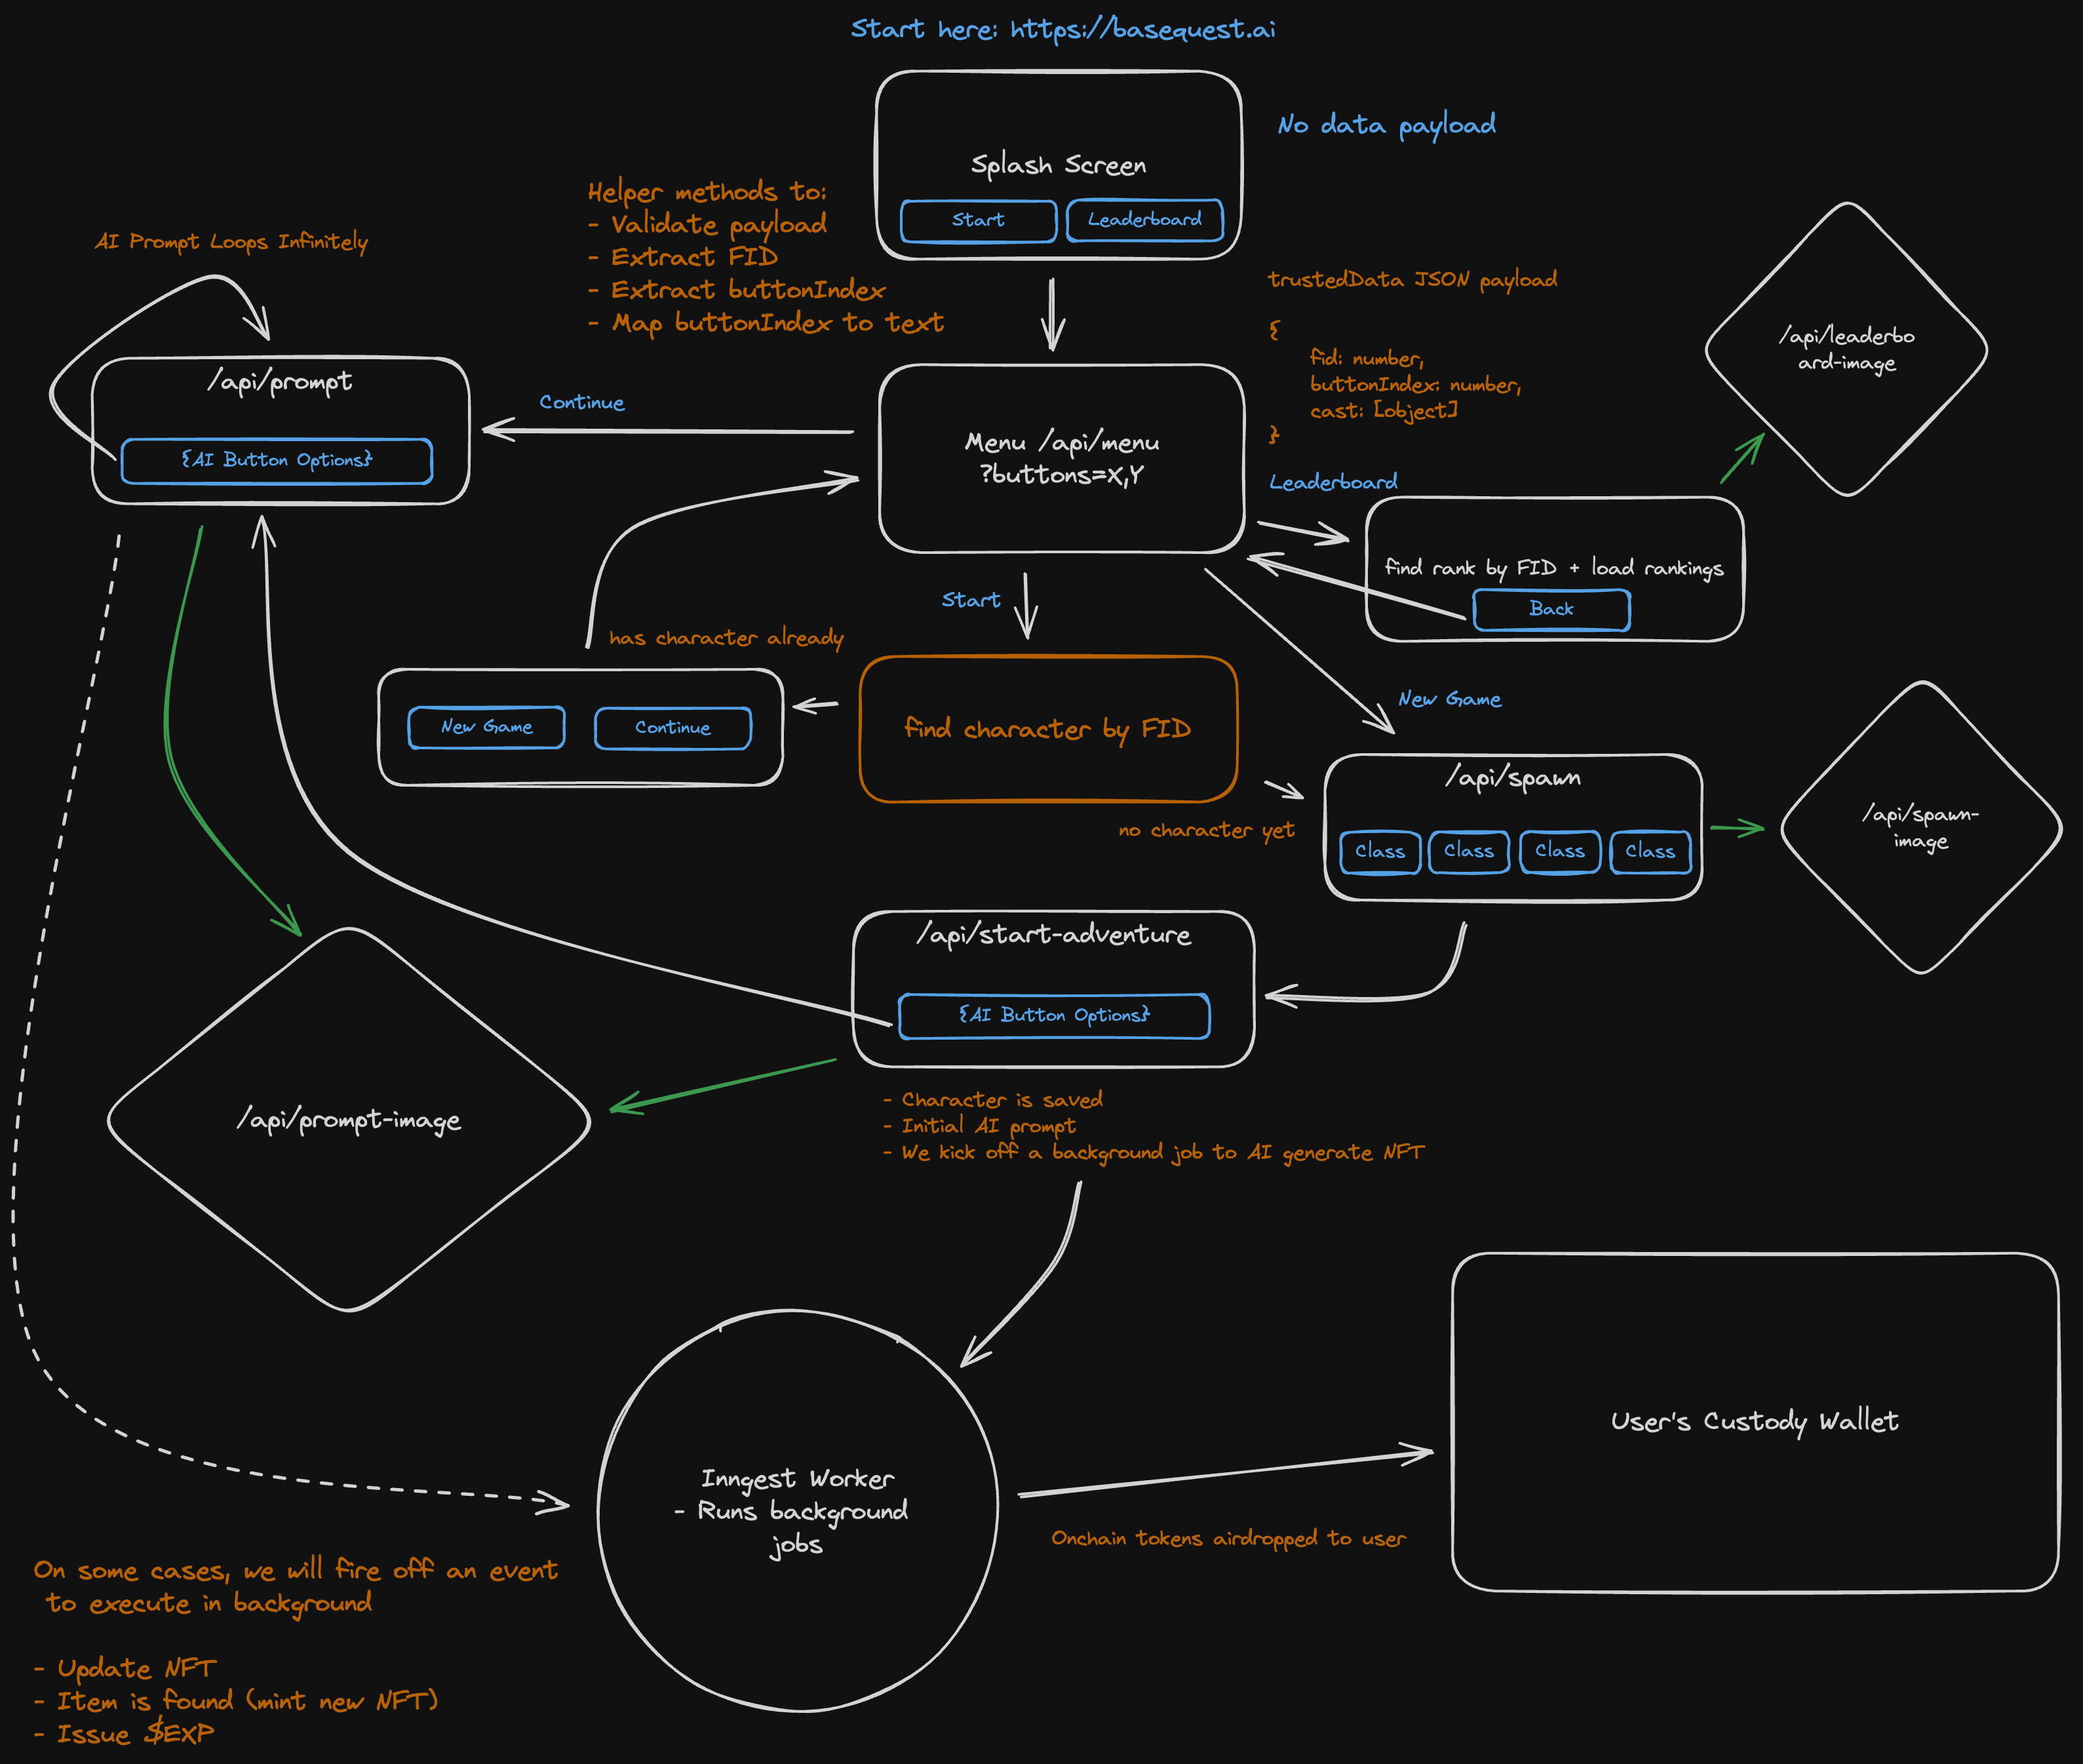 Start here: https://basequest.ai
No data payload
Splash Screen
Start
Leaderboard
Helper methods to:
- Validate payload
- Extract FID
- Extract buttonIndex
- Map buttonIndex to text
AI Prompt Loops Infinitely
trustedData JSON payload
{
fid: number,
buttonIndex: number,
cast: [object]
}
/api/leaderbo
ard-image
/api/prompt
{AI Button Options}
Continue
Menu /api/menu
?buttons=X,Y
Leaderboard
find rank by FID + load rankings
Back
Start
has character already
New Game
Continue
find character by FID
New Game
no character yet
/api/spawn
Class
Class
Class
Class
/api/spawn-
image
/api/start-adventure
{AI Button Options}
- Character is saved
- Initial AI prompt
- We kick off a background job to AI generate NFT
/api/prompt-image
Inngest Worker
- Runs background
jobs
User's Custody Wallet
Onchain tokens airdropped to user
On some cases, we will fire off an event
to execute in background
- Update NFT
- Item is found (mint new NFT)
- Issue $EXP